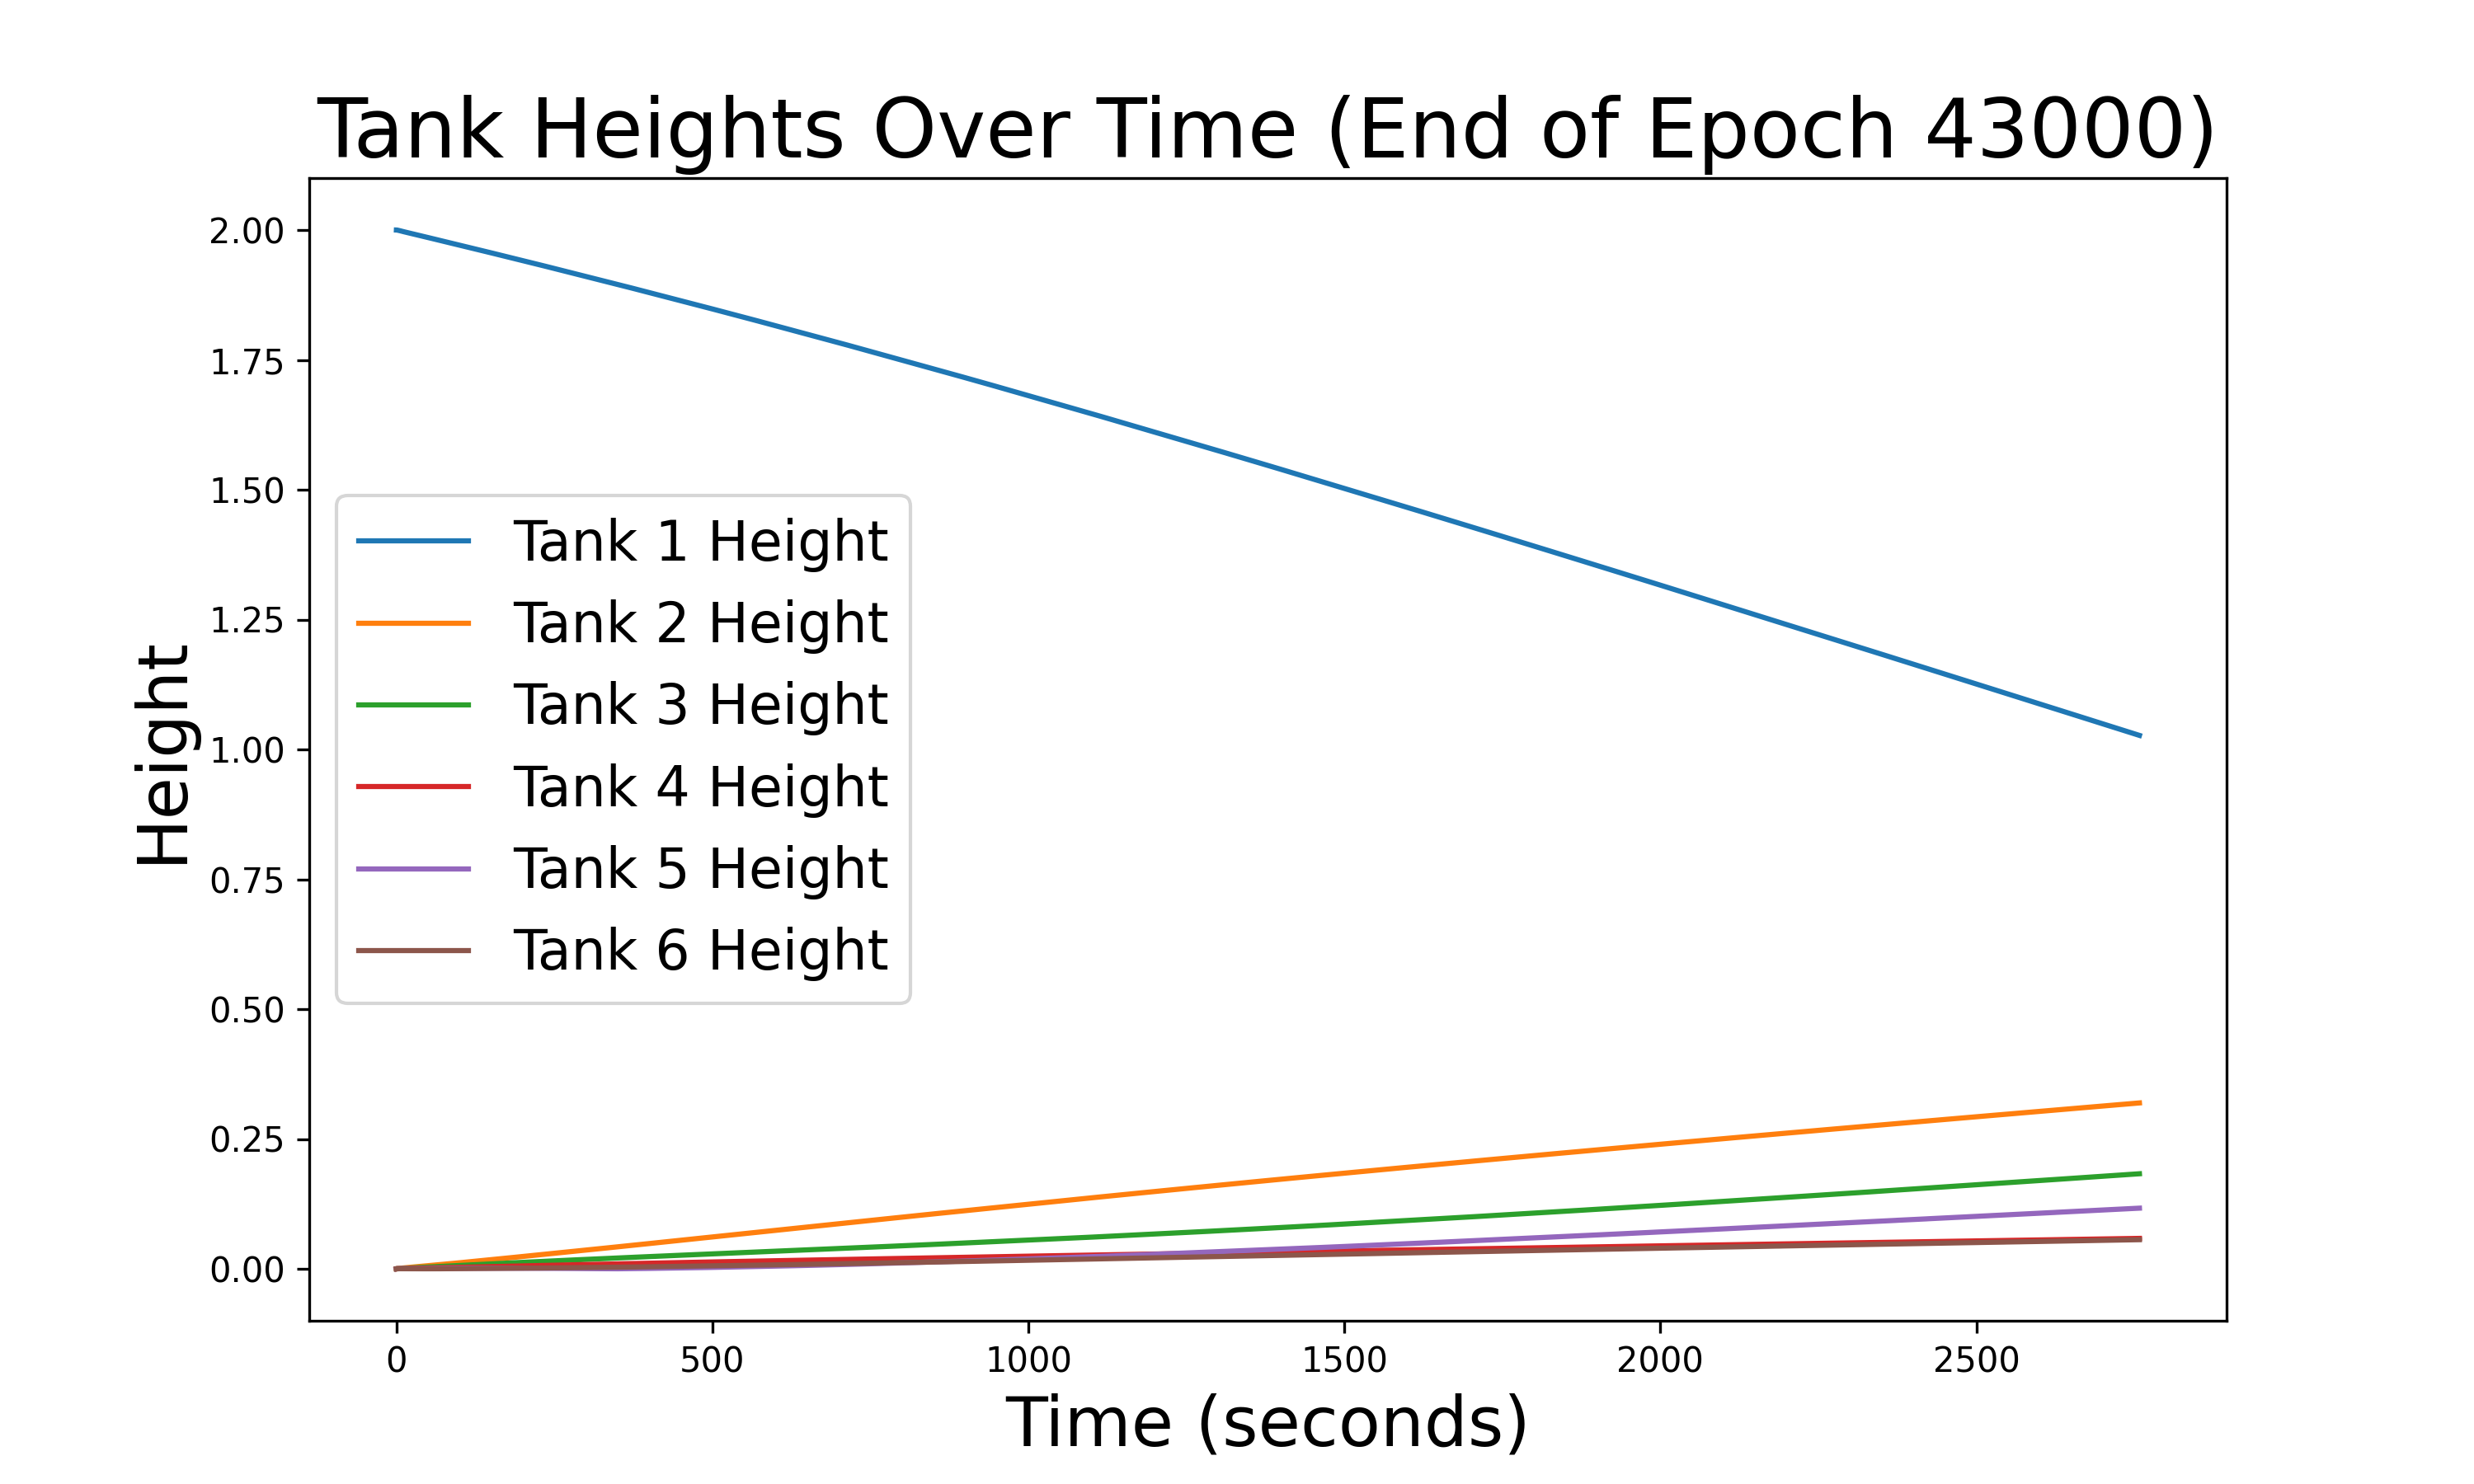 Tank Heights Over Time (End of Epoch 43000)
Height
2.00
1.75
1.50
1.25
1.00
0.75
0.50
0.25
0.00
Tank 1 Height
Tank 2 Height
Tank 3 Height
Tank 4 Height
Tank 5 Height
Tank 6 Height
0 500 1000 1500 2000 2500
Time (seconds)